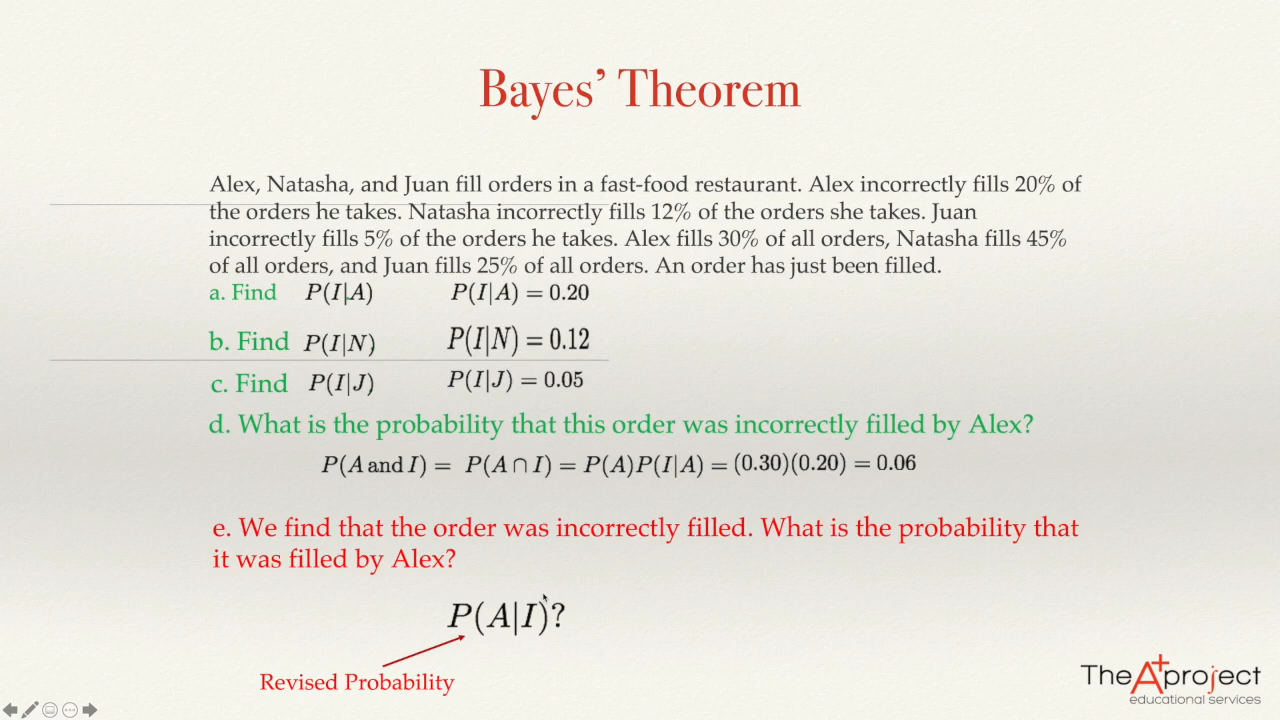 Bayes’ Theorem
Alex, Natasha, and Juan fill orders in a fast-food restaurant. Alex incorrectly fills 20% of
the orders he takes. Natasha incorrectly fills 12% of the orders she takes. Juan
incorrectly fills 5% of the orders he takes. Alex fills 30% of all orders, Natasha fills 45%
of all orders, and Juan fills 25% of all orders. An order has just been filled.
a. Find P(I|A) P(I|A) = 0.20
b. Find P(I|N) P(I|N) = 0.12
c. Find P(I|J) P(I|J) = 0.05
d. What is the probability that this order was incorrectly filled by Alex?
P(A and I) = P(A ∩ I) = P(A)P(I|A) = (0.30)(0.20) = 0.06
e. We find that the order was incorrectly filled. What is the probability that
it was filled by Alex?
P(A|I)?
Revised Probability
The A+ project
educational services